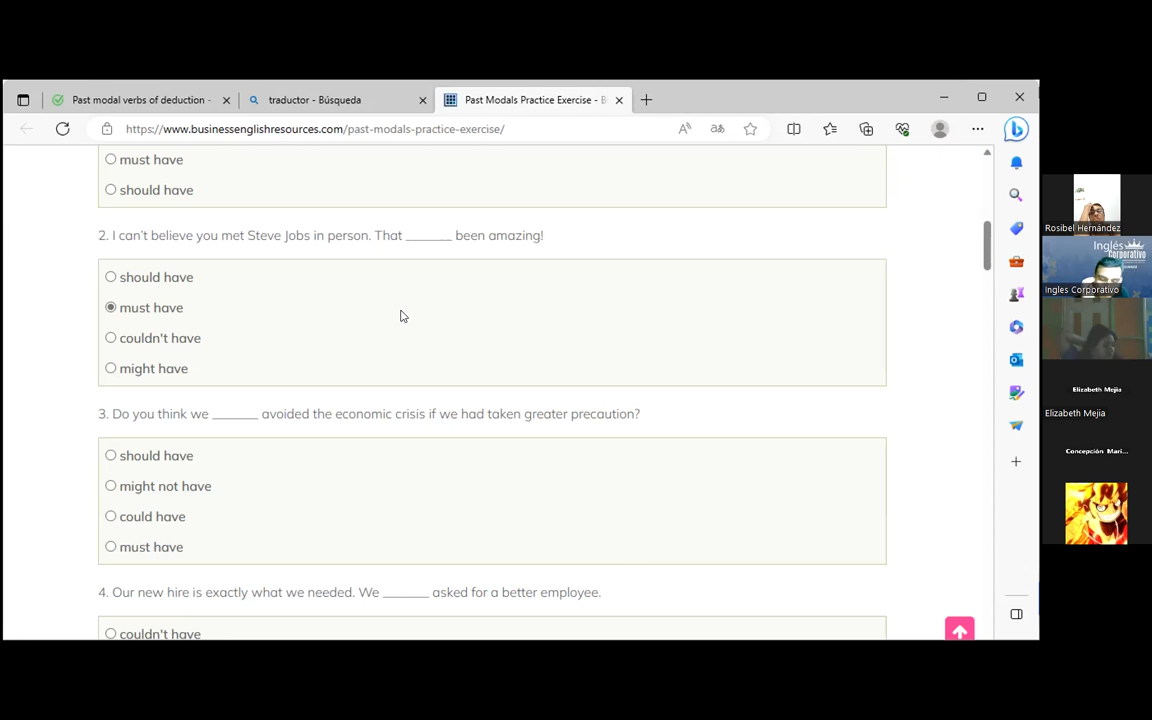 Past modal verbs of deduction -
traductor - Búsqueda
Past Modals Practice Exercise - B
https://www.businessenglishresources.com/past-modals-practice-exercise/
must have
should have
2. I can't believe you met Steve Jobs in person. That _______ been amazing!
should have
must have
couldn't have
might have
3. Do you think we _______ avoided the economic crisis if we had taken greater precaution?
should have
might not have
could have
must have
4. Our new hire is exactly what we needed. We _______ asked for a better employee.
couldn't have
Rosibel Hernández
Inglés
Corporativo
Ingles Corporativo
Elizabeth Mejia
Elizabeth Mejia
Concepción Mari...